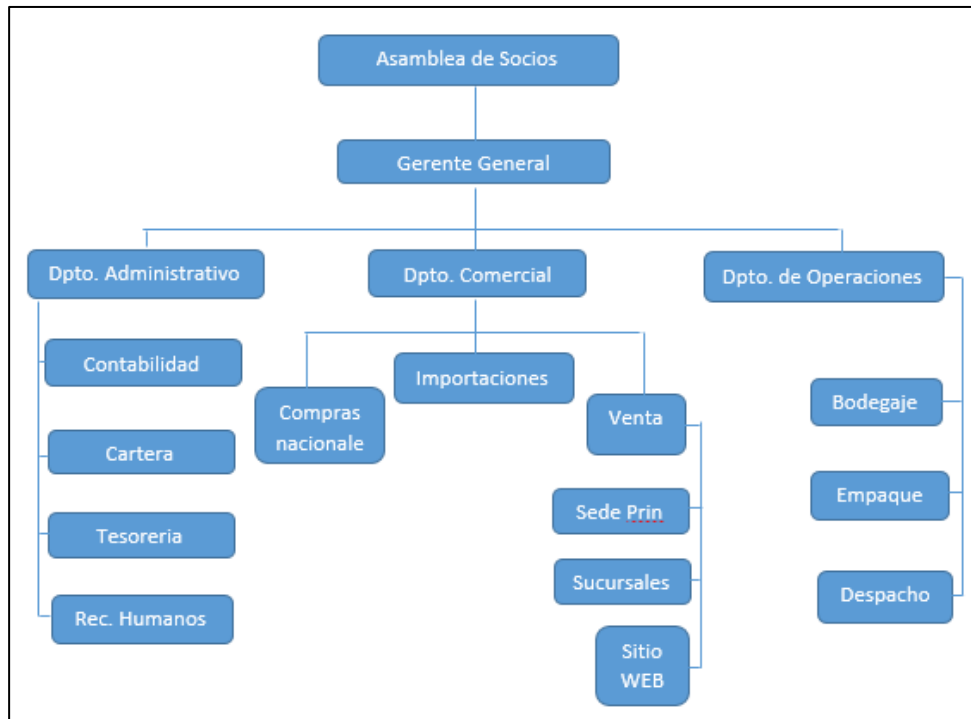 Asamblea de Socios
Gerente General
Dpto. Administrativo
Dpto. Comercial
Dpto. de Operaciones
Contabilidad
Cartera
Tesoreria
Rec. Humanos
Compras
nacionale
Importaciones
Venta
Sede Prin
Sucursales
Sitio
WEB
Bodegaje
Empaque
Despacho